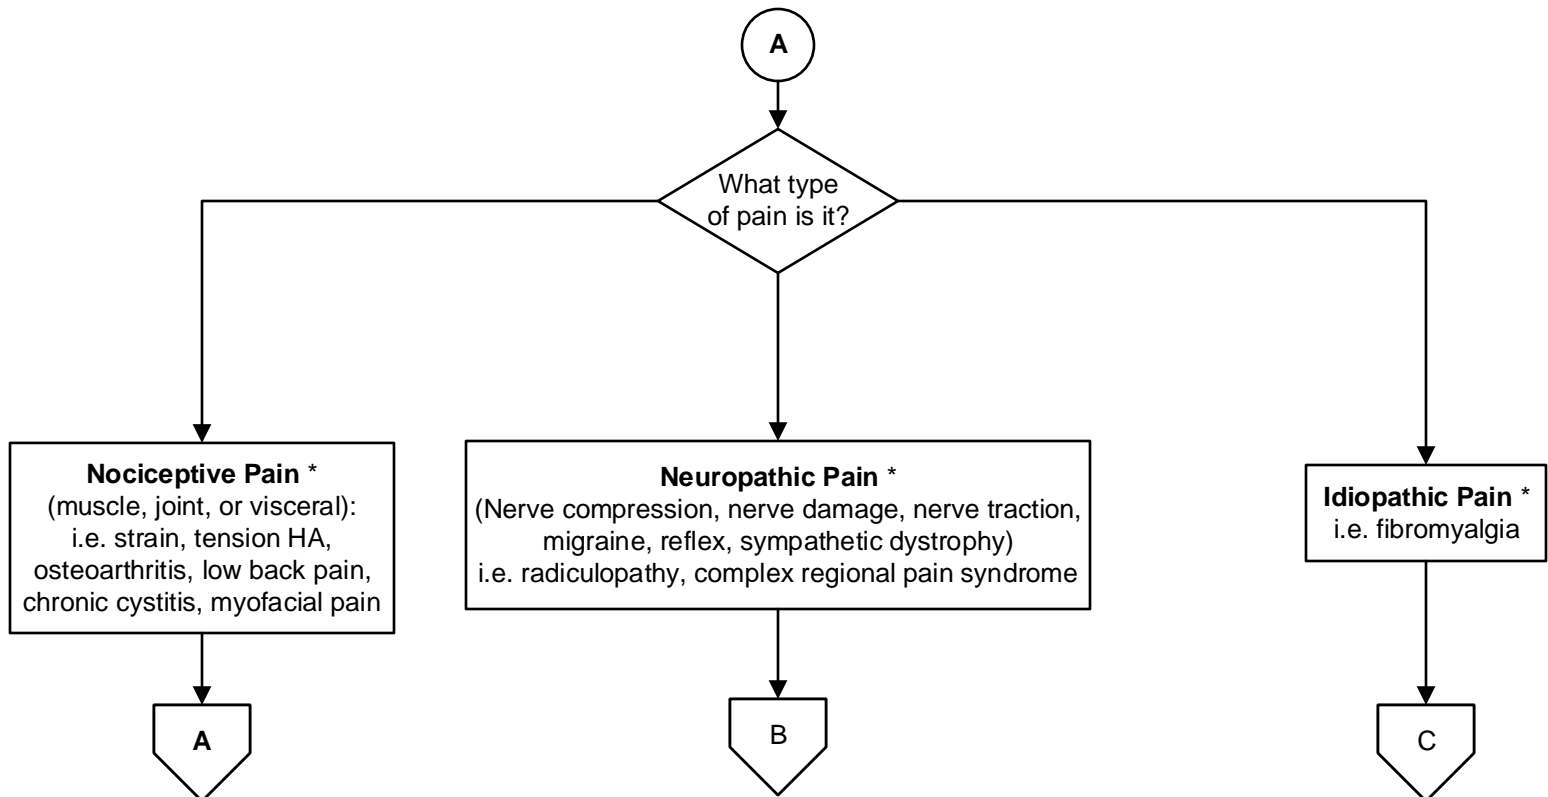 A
What type
of pain is it?
Nociceptive Pain *
(muscle, joint, or visceral):
i.e. strain, tension HA,
osteoarthritis, low back pain,
chronic cystitis, myofacial pain
Neuropathic Pain *
(Nerve compression, nerve damage, nerve traction,
migraine, reflex, sympathetic dystrophy)
i.e. radiculopathy, complex regional pain syndrome
Idiopathic Pain *
i.e. fibromyalgia
A
B
C